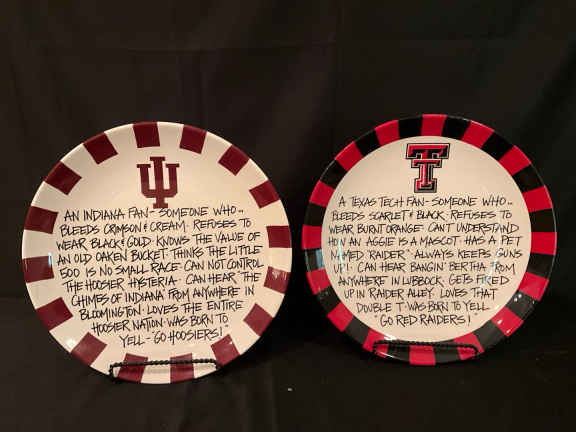 AN INDIANA FAN - SOMEONE WHO..
BLEEDS CRIMSON & CREAM · REFUSES TO
WEAR BLACK & GOLD · KNOWS THE VALUE OF
AN OLD OAKEN BUCKET · THINKS THE LITTLE
500 IS NO SMALL RACE · CAN NOT CONTROL
THE HOOSIER HYSTERIA · CAN HEAR THE
CHIMES OF INDIANA FROM ANYWHERE IN
BLOOMINGTON · LOVES THE ENTIRE
HOOSIER NATION · WAS BORN TO
YELL - GO HOOSIERS!
T
A TEXAS TECH FAN - SOMEONE WHO..
BLEEDS SCARLET & BLACK · REFUSES TO
WEAR BURNT ORANGE · CAN'T UNDERSTAND
HOW AN AGGIE IS A MASCOT · HAS A PET
NAMED "RAIDER" · ALWAYS KEEPS GUNS
UP! · CAN HEAR BANGIN' BERTHA FROM
ANYWHERE IN LUBBOCK · GETS FIRED
UP IN RAIDER ALLEY · LOVES THAT
DOUBLE T · WAS BORN TO YELL
"GO RED RAIDERS!"